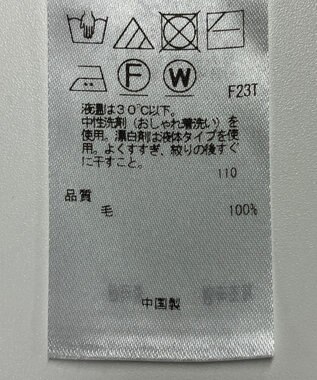 F W F23T
液温は30℃以下。
中性洗剤（おしゃれ着洗い）を
使用。漂白剤は液体タイプを使
用。よくすすぎ、絞りの後すぐ
に干すこと。
110
品質
毛 100%
中国製